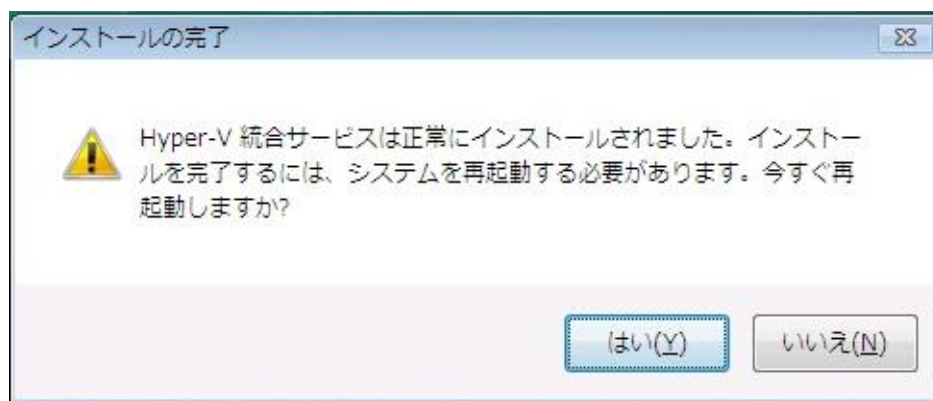 インストールの完了
Hyper-V 統合サービスは正常にインストールされました。インストー
ルを完了するには、システムを再起動する必要があります。今すぐ再
起動しますか?
はい(Y)
いいえ(N)